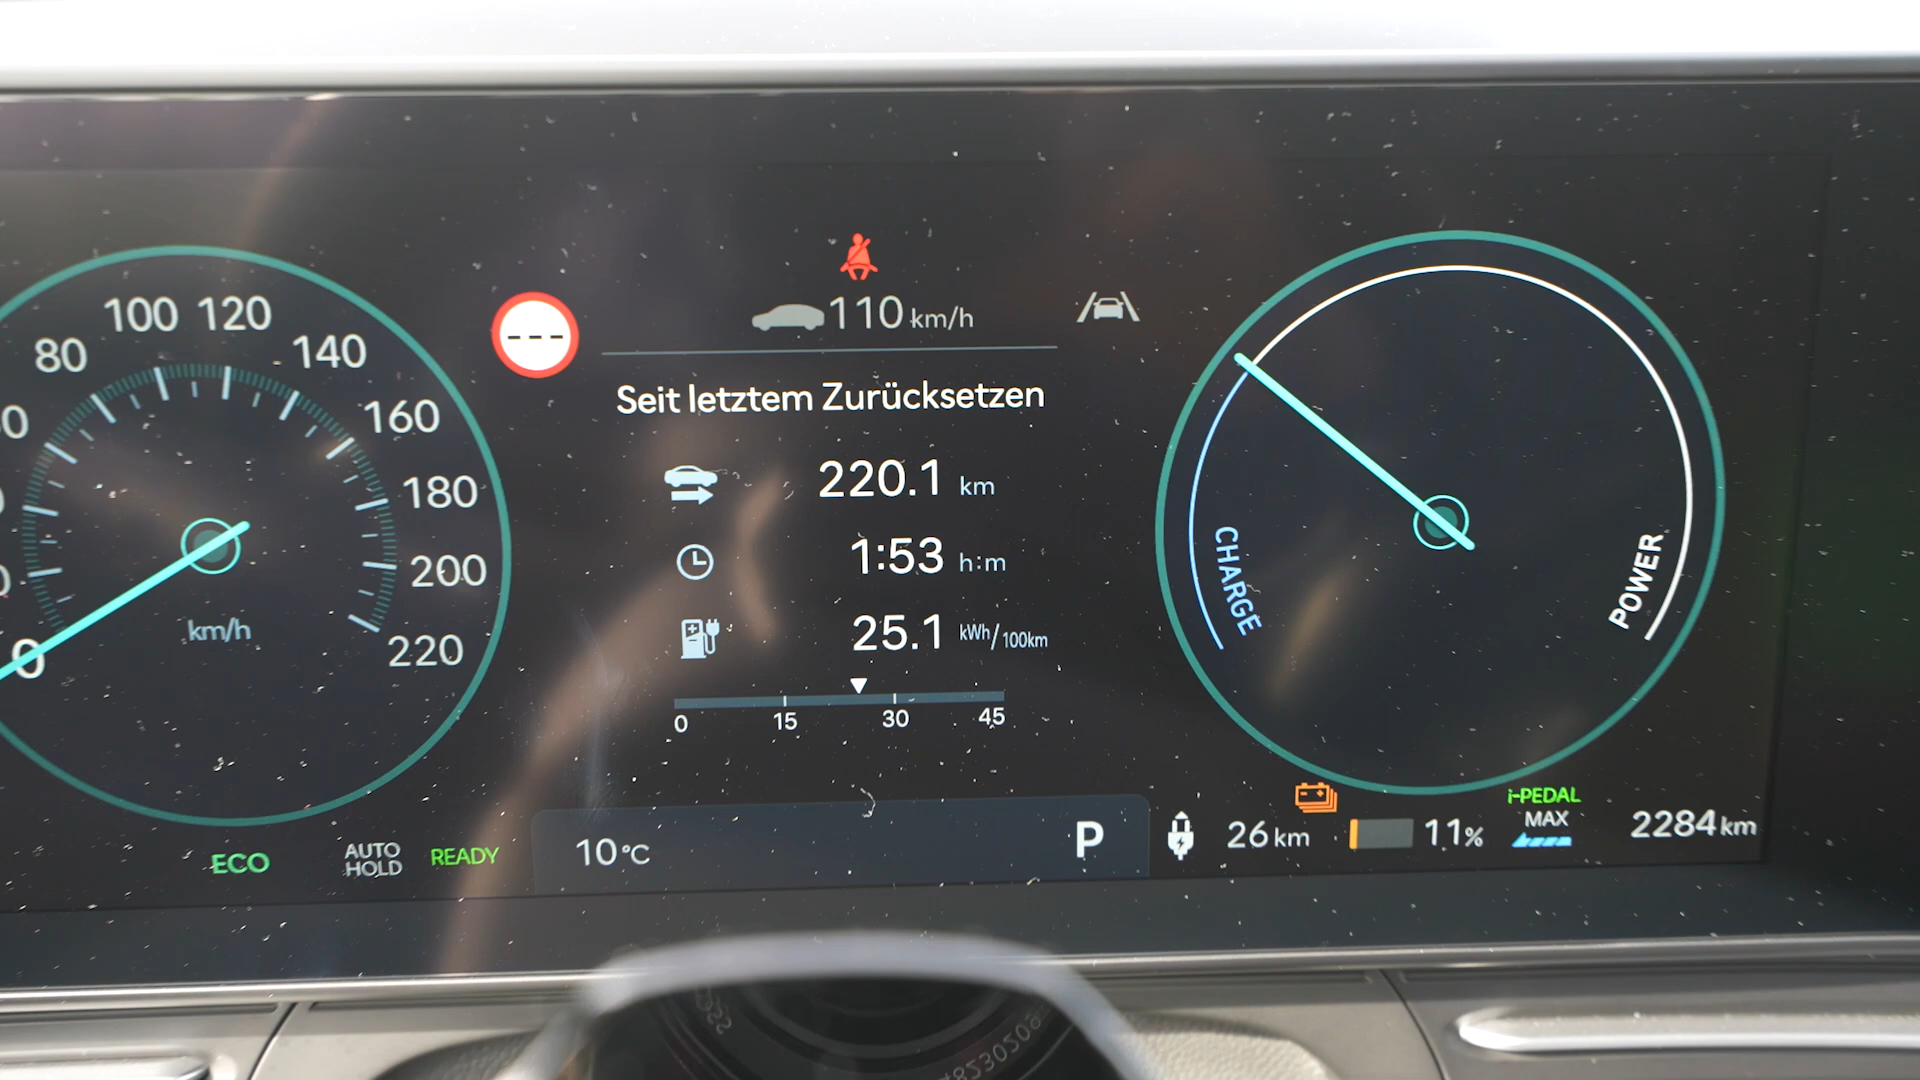 80
100
120
140
160
180
200
220
0
km/h
---
110 km/h
Seit letztem Zurücksetzen
220.1 km
1:53 h:m
25.1 kWh/100km
0 15 30 45
CHARGE
POWER
ECO
AUTO HOLD
READY
10 °C
P
26 km
11%
i-PEDAL
MAX
2284 km